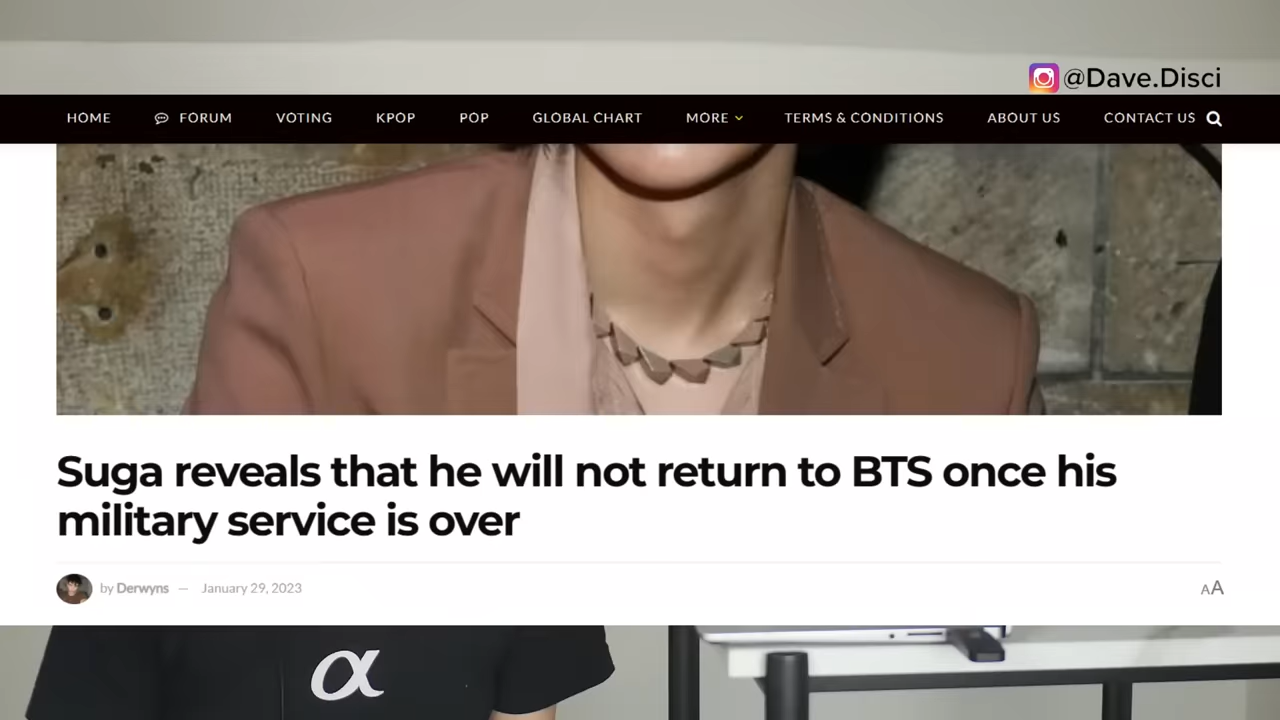 @Dave.Disci
HOME FORUM VOTING KPOP POP GLOBAL CHART MORE TERMS & CONDITIONS ABOUT US CONTACT US
Suga reveals that he will not return to BTS once his
military service is over
by Derwyns — January 29, 2023
AA
α